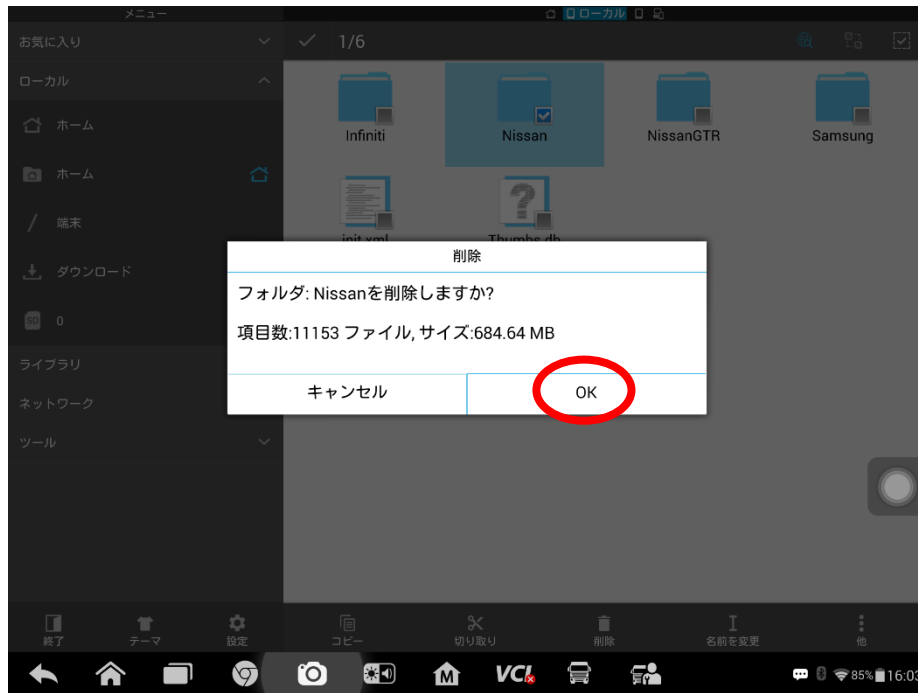 メニュー
ローカル
お気に入り
1/6
ローカル
ホーム
ホーム
端末
ダウンロード
SD 0
ライブラリ
ネットワーク
ツール
Infiniti
Nissan
NissanGTR
Samsung
init.xml
Thumbs.db
削除
フォルダ: Nissanを削除しますか?
項目数:11153 ファイル, サイズ:684.64 MB
キャンセル
OK
終了
テーマ
設定
コピー
切り取り
削除
名前を変更
他
M
VCI
85%
16:03